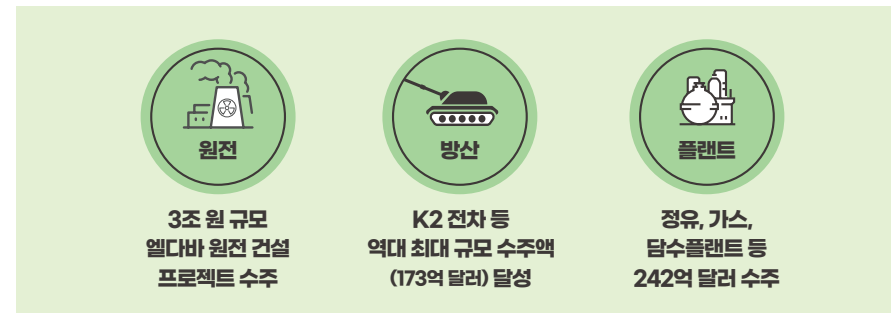 원전
3조 원 규모
엘다바 원전 건설
프로젝트 수주
방산
K2 전차 등
역대 최대 규모 수주액
(173억 달러) 달성
플랜트
정유, 가스,
담수플랜트 등
242억 달러 수주